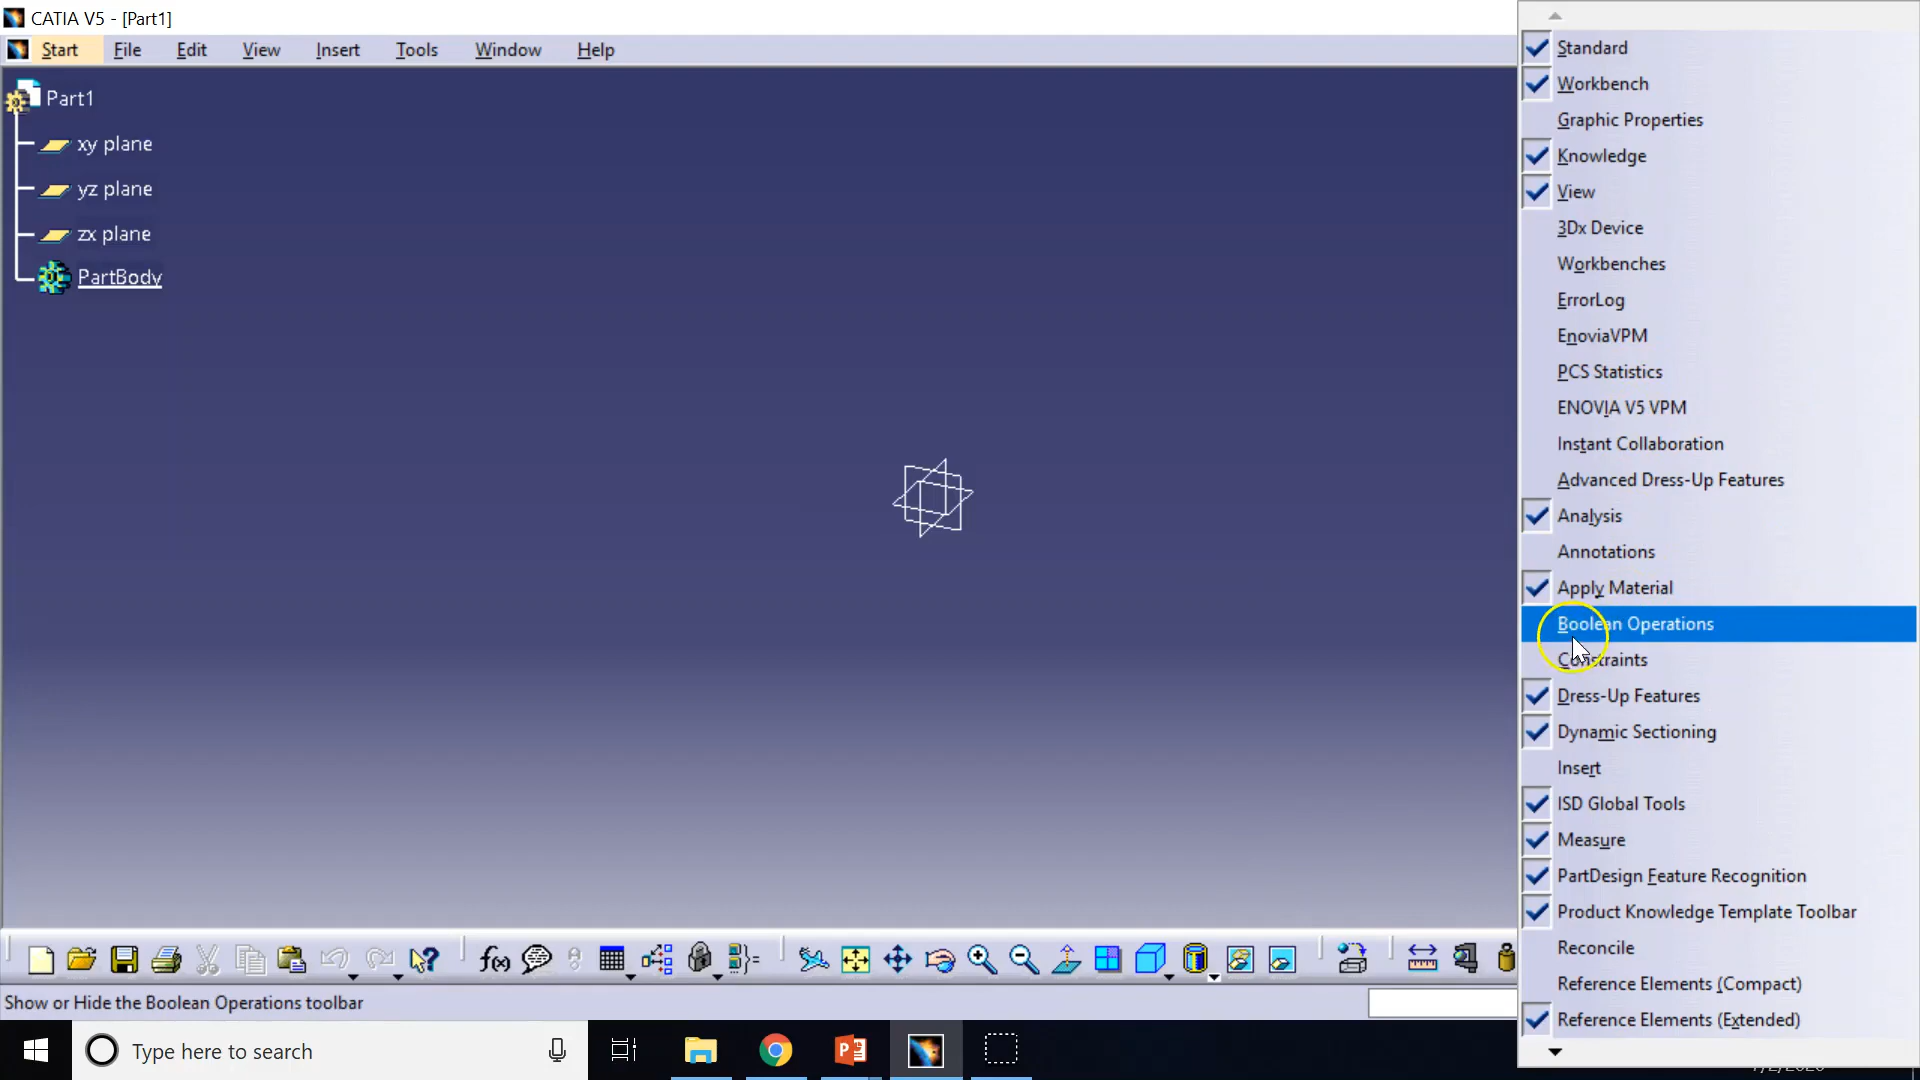 CATIA V5 - [Part1]
Start File Edit View Insert Tools Window Help
Part1
xy plane
yz plane
zx plane
PartBody
Standard
Workbench
Graphic Properties
Knowledge
View
3Dx Device
Workbenches
ErrorLog
EnoviaVPM
PCS Statistics
ENOVIA V5 VPM
Instant Collaboration
Advanced Dress-Up Features
Analysis
Annotations
Apply Material
Boolean Operations
Constraints
Dress-Up Features
Dynamic Sectioning
Insert
ISD Global Tools
Measure
PartDesign Feature Recognition
Product Knowledge Template Toolbar
Reconcile
Reference Elements (Compact)
Reference Elements (Extended)
f(x)
Show or Hide the Boolean Operations toolbar
Type here to search